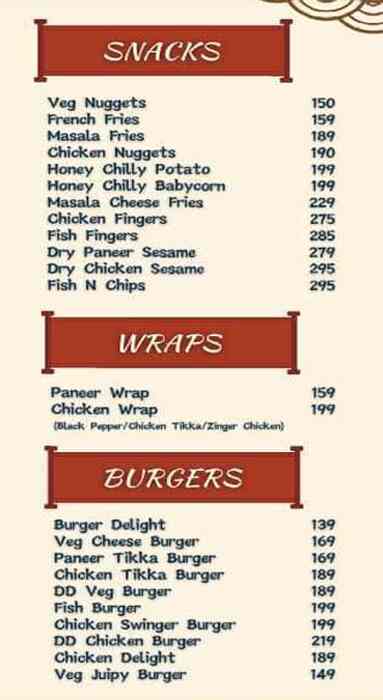 SNACKS
Veg Nuggets 150
French Fries 159
Masala Fries 189
Chicken Nuggets 190
Honey Chilly Potato 199
Honey Chilly Babycorn 199
Masala Cheese Fries 229
Chicken Fingers 275
Fish Fingers 285
Dry Paneer Sesame 279
Dry Chicken Sesame 295
Fish N Chips 295
WRAPS
Paneer Wrap 159
Chicken Wrap 199
(Black Pepper/Chicken Tikka/Zinger Chicken)
BURGERS
Burger Delight 139
Veg Cheese Burger 169
Paneer Tikka Burger 169
Chicken Tikka Burger 189
DD Veg Burger 189
Fish Burger 199
Chicken Swinger Burger 199
DD Chicken Burger 219
Chicken Delight 189
Veg Juipy Burger 149